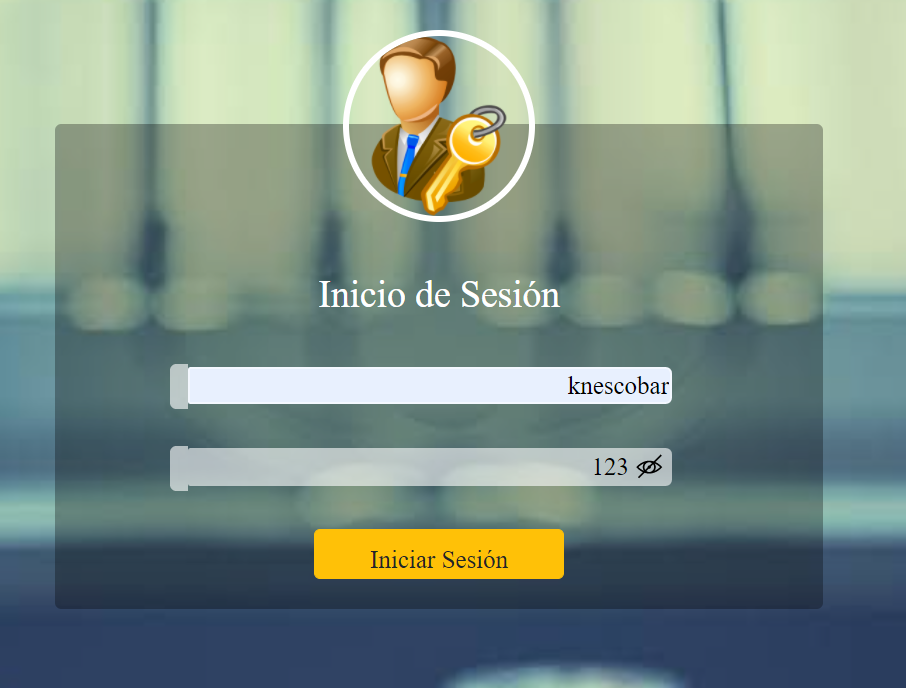 Inicio de Sesión
knescobar
123
Iniciar Sesión